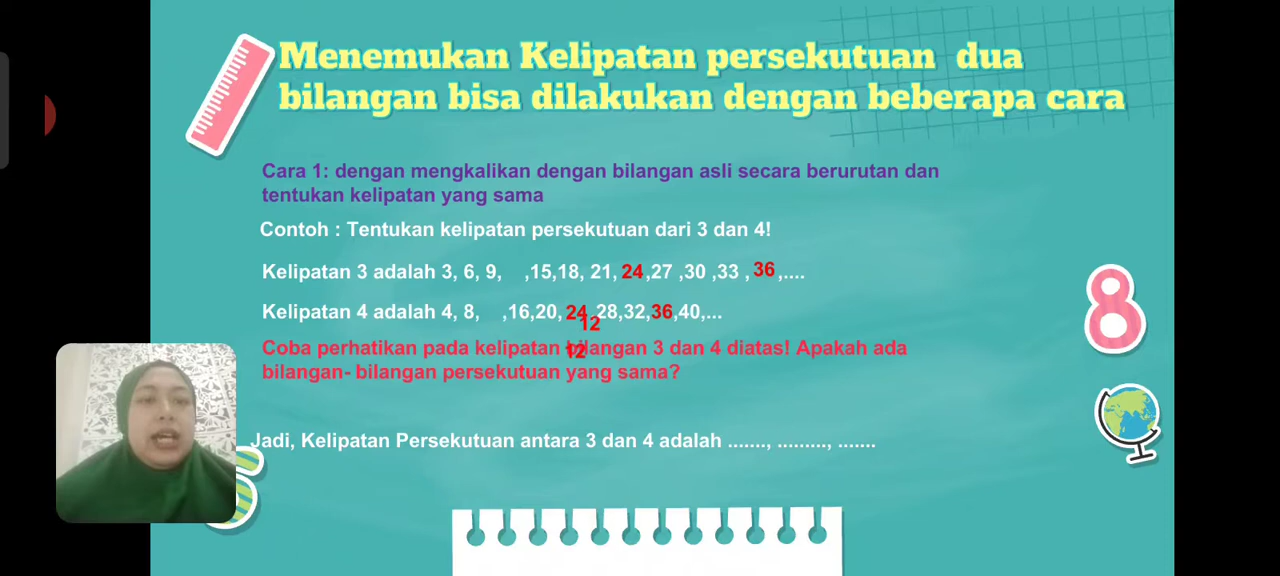 Menemukan Kelipatan persekutuan dua
bilangan bisa dilakukan dengan beberapa cara
Cara 1: dengan mengkalikan dengan bilangan asli secara berurutan dan
tentukan kelipatan yang sama
Contoh : Tentukan kelipatan persekutuan dari 3 dan 4!
Kelipatan 3 adalah 3, 6, 9, ,15,18, 21, 24,27 ,30 ,33 , 36 ,....
Kelipatan 4 adalah 4, 8, ,16,20, 24, 28,32,36,40,...
12
Coba perhatikan pada kelipatan bilangan 3 dan 4 diatas! Apakah ada
12
bilangan- bilangan persekutuan yang sama?
Jadi, Kelipatan Persekutuan antara 3 dan 4 adalah ......., ........., .......
8